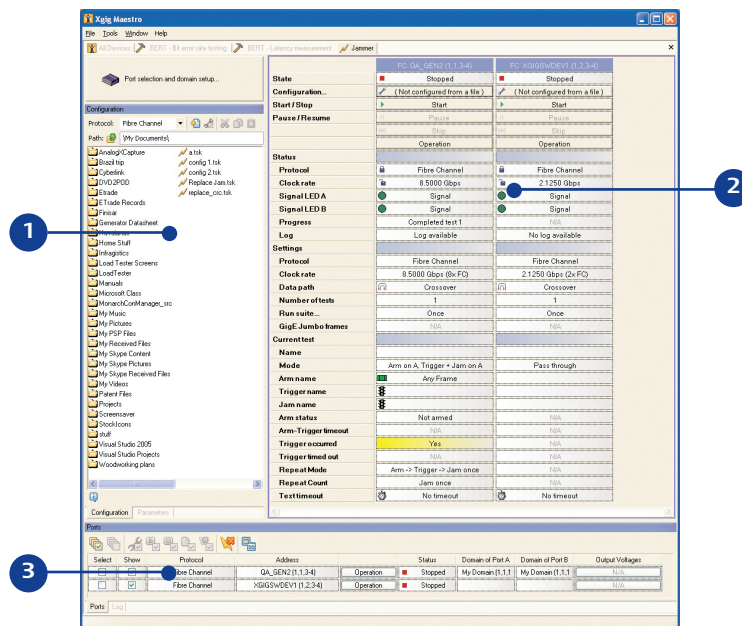 Xgig Maestro
File Tools Window Help
All Devices BERT - Bit error rate testing BERT - Latency measurement Jammer
Port selection and domain setup...
Configuration
Protocol: Fibre Channel
Path: \My Documents\
Analog(Capture
Brazil trip
Cyberlink
DVD2POD
Etrade
ETrade Records
Finisar
Generator Datasheet
Home Stuff
Infragistics
Load Tester Screens
LoadTester
Manuals
Microsoft Class
MonarchConManager_src
My Music
My Pictures
My PSP Files
My Received Files
My Skype Content
My Skype Pictures
My Skype Received Files
My Videos
Patent Files
Projects
Screensaver
StockIcons
stuff
Visual Studio 2005
Visual Studio Projects
Woodworking plans
a.tsk
config 1.tsk
config 2.tsk
Replace Jam.tsk
replace_crc.tsk
Configuration Parameters
1
FC QA_GEN2 (1,1,3-4) FC XGIGSWDEV1 (1,2,3-4)
State Stopped Stopped
Configuration... ( Not configured from a file ) ( Not configured from a file )
Start / Stop Start Start
Pause / Resume Pause Pause
Skip Skip
Operation Operation
Status
Protocol Fibre Channel Fibre Channel
Clock rate 8.5000 Gbps 2.1250 Gbps
Signal LED A Signal Signal
Signal LED B Signal Signal
Progress Completed test 1 N/A
Log Log available No log available
Settings
Protocol Fibre Channel Fibre Channel
Clock rate 8.5000 Gbps (8x FC) 2.1250 Gbps (2x FC)
Data path Crossover Crossover
Number of tests 1 1
Run suite... Once Once
GigE Jumbo frames N/A N/A
Current test
Name
Mode Arm on A, Trigger + Jam on A Pass through
Arm name Any Frame
Trigger name
Jam name
Arm status Not armed N/A
Arm-Trigger timeout N/A N/A
Trigger occurred Yes N/A
Trigger timed out N/A N/A
Repeat Mode Arm -> Trigger -> Jam once N/A
Repeat Count Jam once N/A
Test timeout No timeout No timeout
2
Ports
Select Show Protocol Address Status Domain of Port A Domain of Port B Output Voltages
Fibre Channel QA_GEN2 (1,1,3-4) Operation Stopped My Domain (1,1,1 My Domain (1,1,1 N/A
Fibre Channel XGIGSWDEV1 (1,2,3-4) Operation Stopped N/A
3
Ports Log